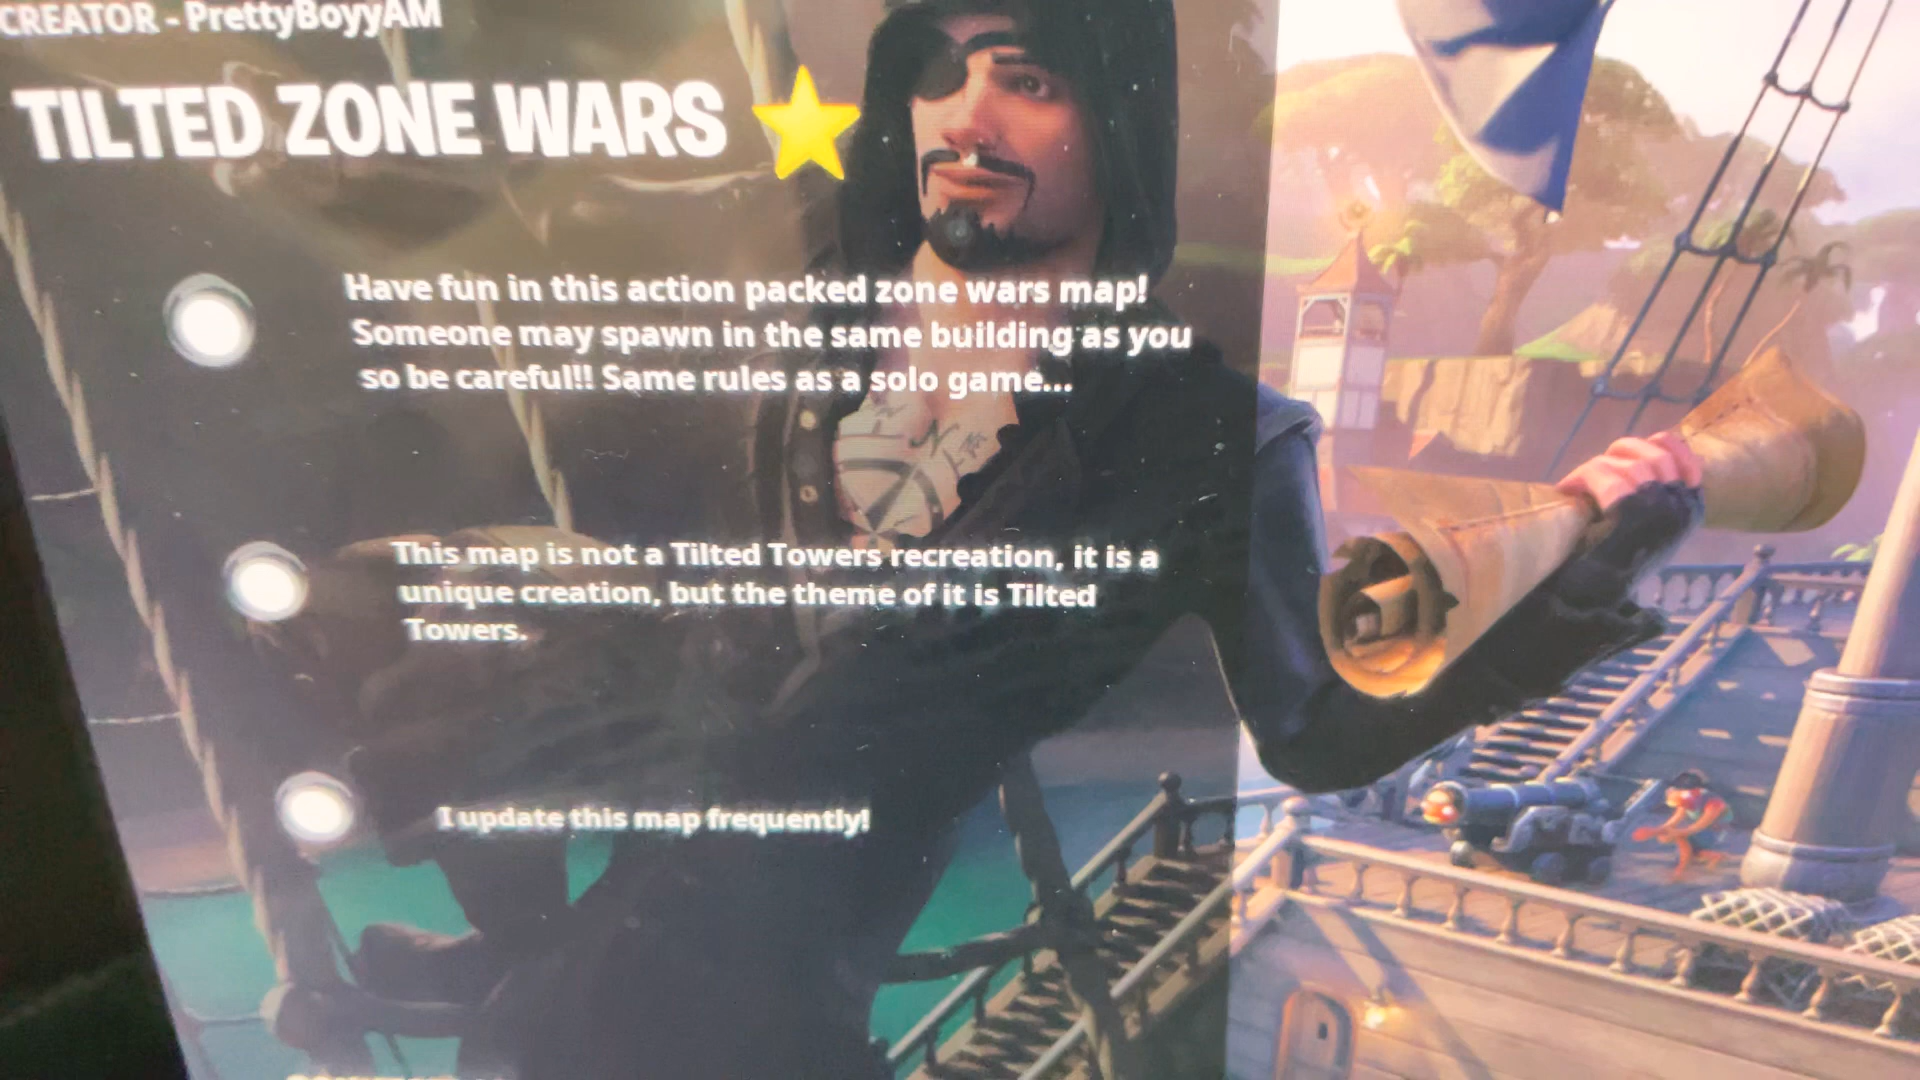 CREATOR - PrettyBoyyAM
TILTED ZONE WARS
Have fun in this action packed zone wars map!
Someone may spawn in the same building as you
so be careful!! Same rules as a solo game...
This map is not a Tilted Towers recreation, it is a
unique creation, but the theme of it is Tilted
Towers.
I update this map frequently!